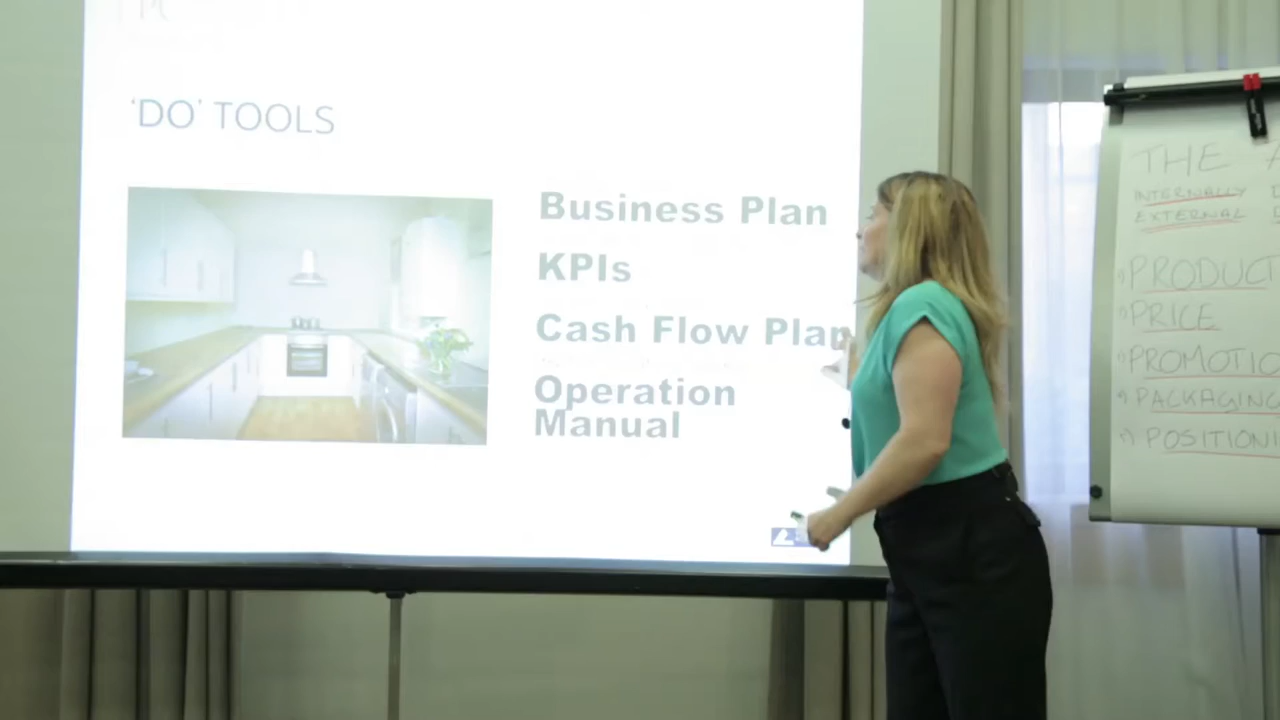 'DO' TOOLS
Business Plan
KPIs
Cash Flow Plan
Operation
Manual
THE
INTERNALLY
EXTERNAL
PRODUCT
PRICE
PROMOTIO
PACKAGING
POSITIONI